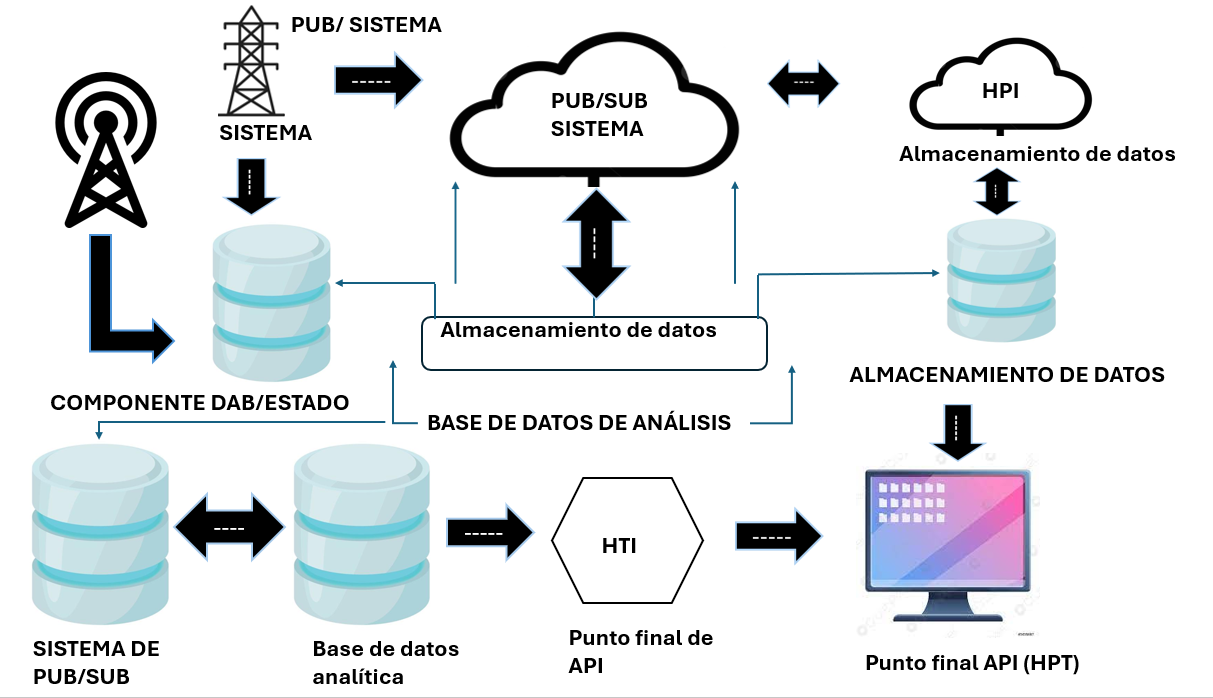 PUB/ SISTEMA
SISTEMA
PUB/SUB
SISTEMA
HPI
Almacenamiento de datos
Almacenamiento de datos
ALMACENAMIENTO DE DATOS
COMPONENTE DAB/ESTADO
BASE DE DATOS DE ANÁLISIS
HTI
SISTEMA DE
PUB/SUB
Base de datos
analítica
Punto final de
API
Punto final API (HPT)